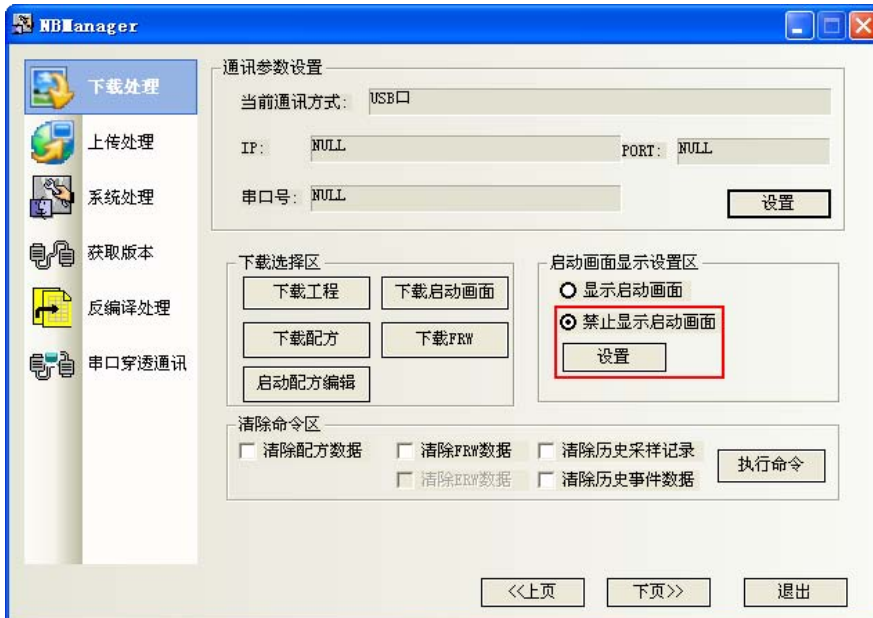 NBManager
下载处理
上传处理
系统处理
获取版本
反编译处理
串口穿透通讯
通讯参数设置
当前通讯方式: USB口
IP: NULL PORT: NULL
串口号: NULL
设置
下载选择区
下载工程 下载启动画面
下载配方 下载FRW
启动配方编辑
启动画面显示设置区
显示启动画面
禁止显示启动画面
设置
清除命令区
清除配方数据 清除FRW数据 清除历史采样记录
清除ERW数据 清除历史事件数据
执行命令
<<上页 下页>> 退出